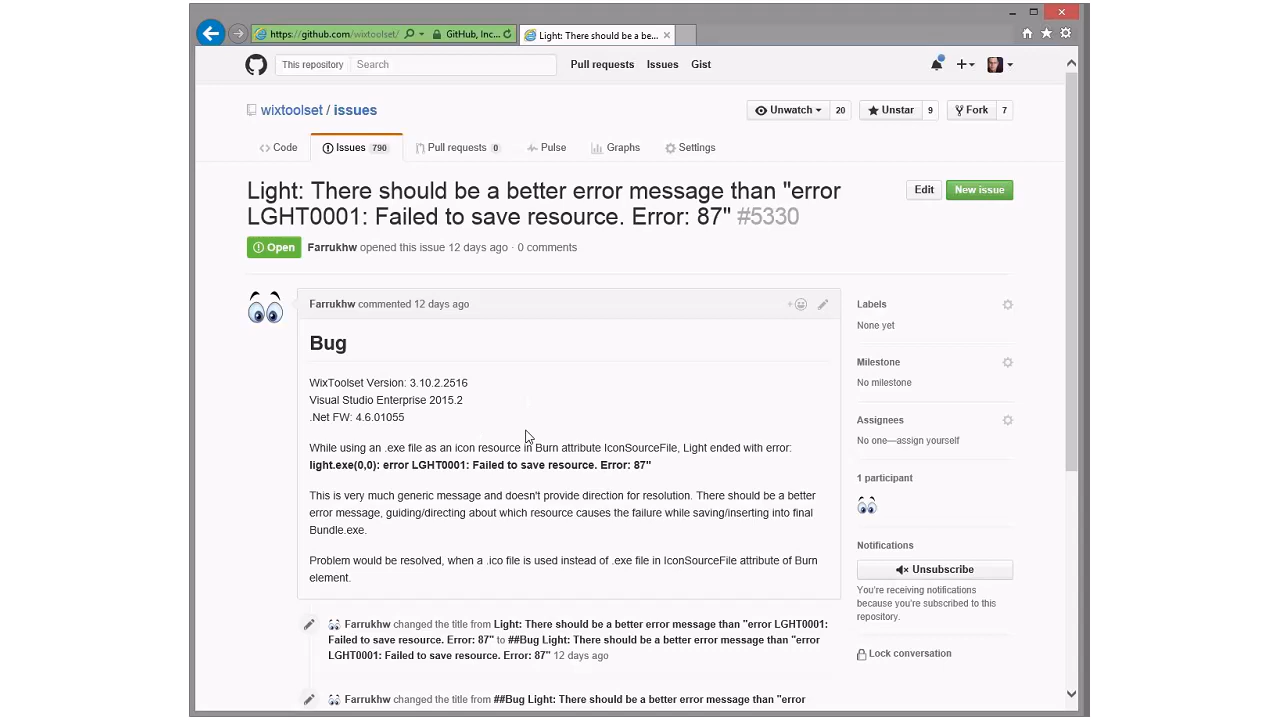 https://github.com/wixtoolset/
GitHub, Inc...
Light: There should be a be...
This repository
Search
Pull requests
Issues
Gist
wixtoolset / issues
Unwatch 20
Unstar 9
Fork 7
Code
Issues 790
Pull requests 0
Pulse
Graphs
Settings
Light: There should be a better error message than "error
LGHT0001: Failed to save resource. Error: 87" #5330
Edit
New issue
Open
Farrukhw opened this issue 12 days ago · 0 comments
Farrukhw commented 12 days ago
Bug
WixToolset Version: 3.10.2.2516
Visual Studio Enterprise 2015.2
.Net FW: 4.6.01055
While using an .exe file as an icon resource in Burn attribute IconSourceFile, Light ended with error:
light.exe(0,0): error LGHT0001: Failed to save resource. Error: 87"
This is very much generic message and doesn't provide direction for resolution. There should be a better
error message, guiding/directing about which resource causes the failure while saving/inserting into final
Bundle.exe.
Problem would be resolved, when a .ico file is used instead of .exe file in IconSourceFile attribute of Burn
element.
Farrukhw changed the title from Light: There should be a better error message than "error LGHT0001:
Failed to save resource. Error: 87" to ##Bug Light: There should be a better error message than "error
LGHT0001: Failed to save resource. Error: 87" 12 days ago
Farrukhw changed the title from ##Bug Light: There should be a better error message than "error
Labels
None yet
Milestone
No milestone
Assignees
No one—assign yourself
1 participant
Notifications
Unsubscribe
You're receiving notifications
because you're subscribed to this
repository.
Lock conversation